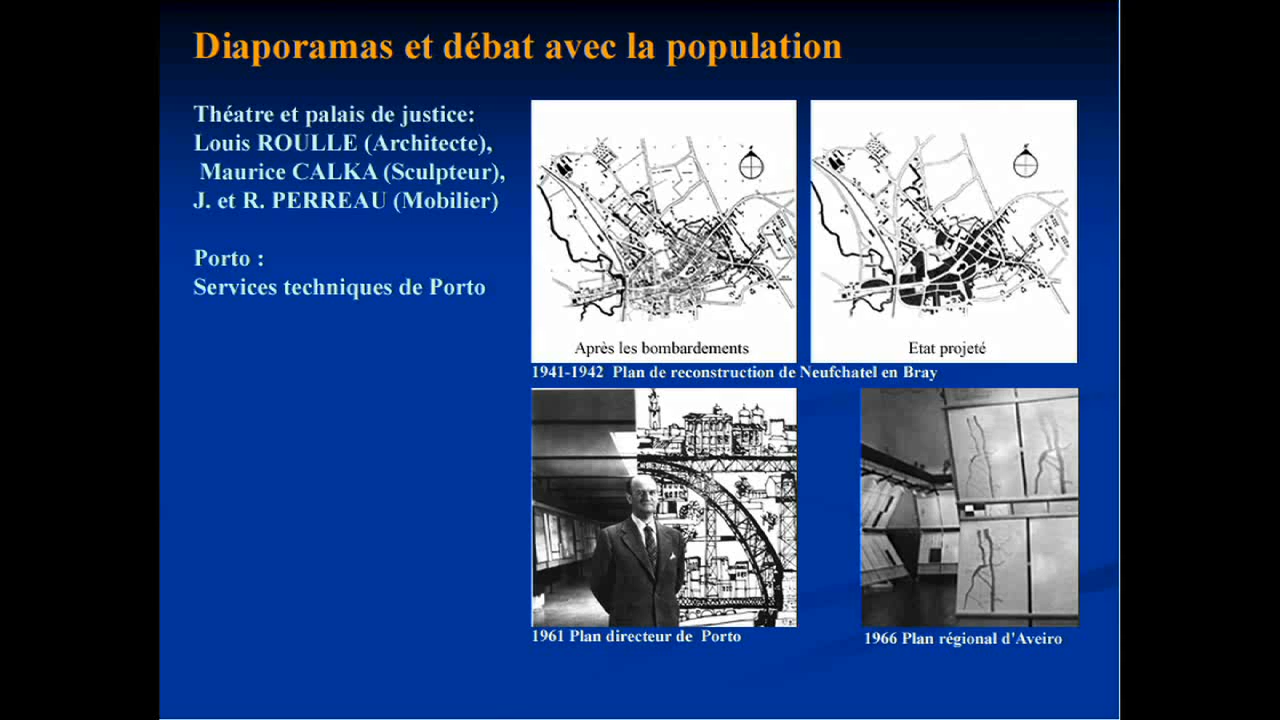 Diaporamas et débat avec la population
Théatre et palais de justice:
Louis ROULLE (Architecte),
Maurice CALKA (Sculpteur),
J. et R. PERREAU (Mobilier)
Porto :
Services techniques de Porto
Après les bombardements
Etat projeté
1941-1942 Plan de reconstruction de Neufchatel en Bray
1961 Plan directeur de Porto
1966 Plan régional d'Aveiro